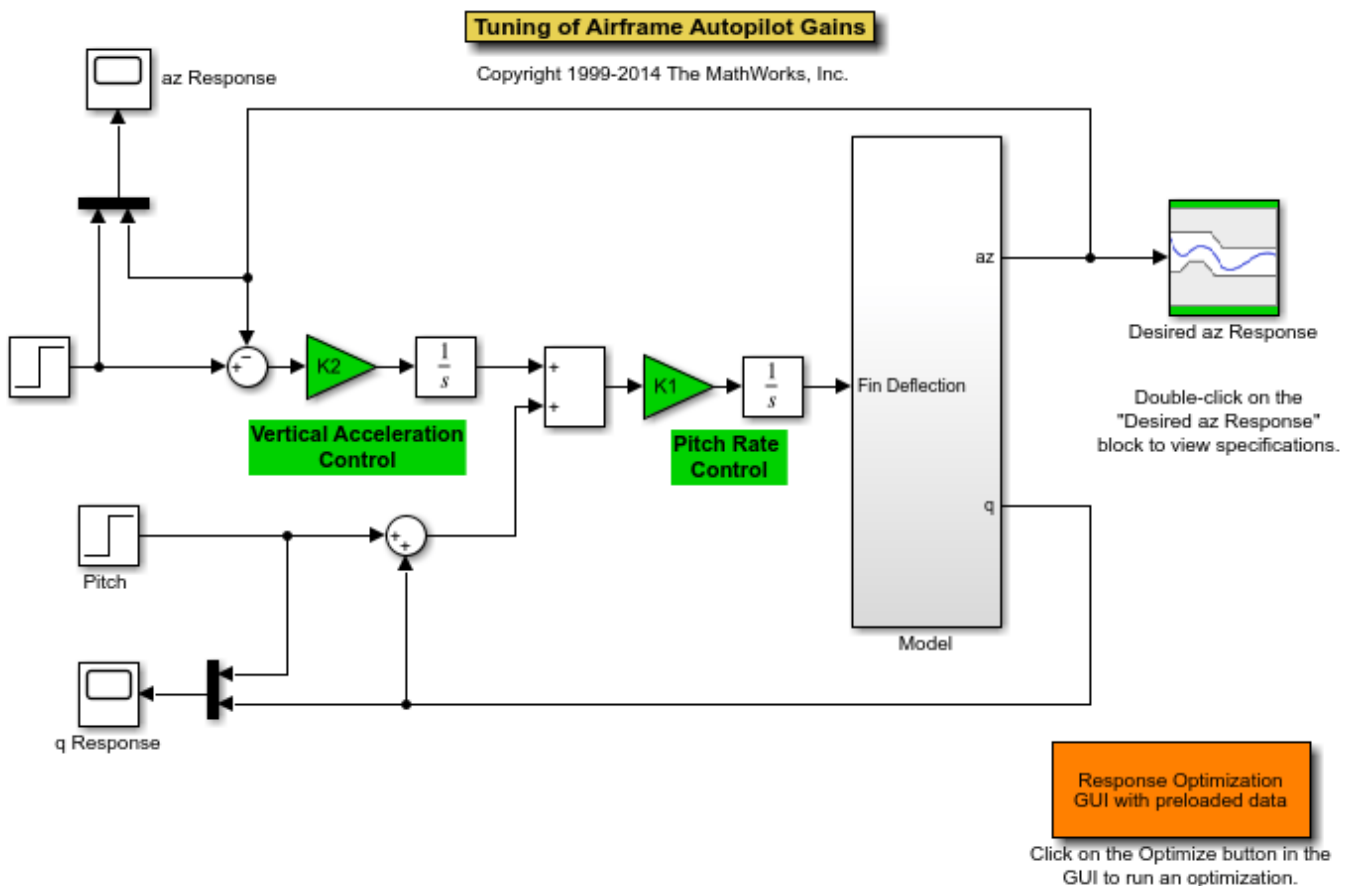 Tuning of Airframe Autopilot Gains
Copyright 1999-2014 The MathWorks, Inc.
az Response
az
Desired az Response
Double-click on the
"Desired az Response"
block to view specifications.
−
+
K2
1
s
+
+
K1
1
s
Fin Deflection
Vertical Acceleration
Control
Pitch Rate
Control
q
+
+
Pitch
Model
q Response
Response Optimization
GUI with preloaded data
Click on the Optimize button in the
GUI to run an optimization.